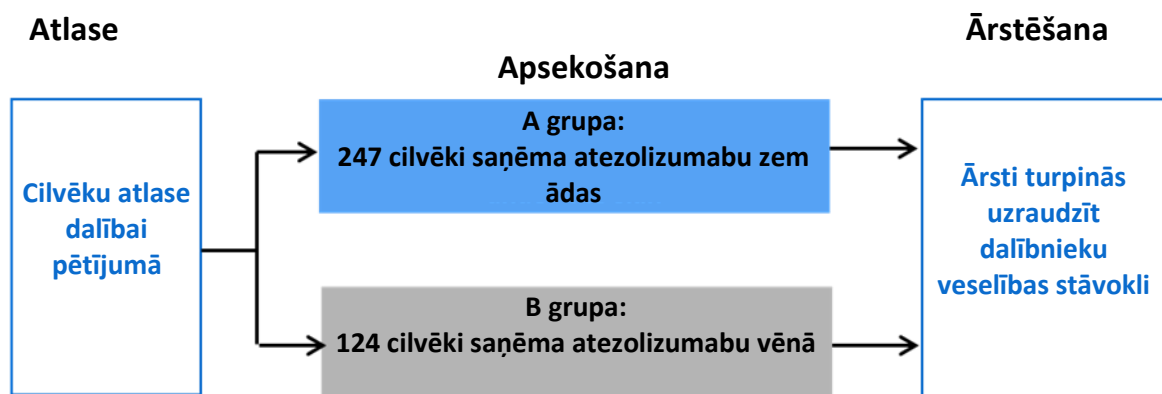 Atlase
Apsekošana
Ārstēšana
Cilvēku atlase
dalībai
pētījumā
A grupa:
247 cilvēki saņēma atezolizumabu zem
ādas
B grupa:
124 cilvēki saņēma atezolizumabu vēnā
Ārsti turpinās
uzraudzīt
dalībnieku
veselības stāvokli